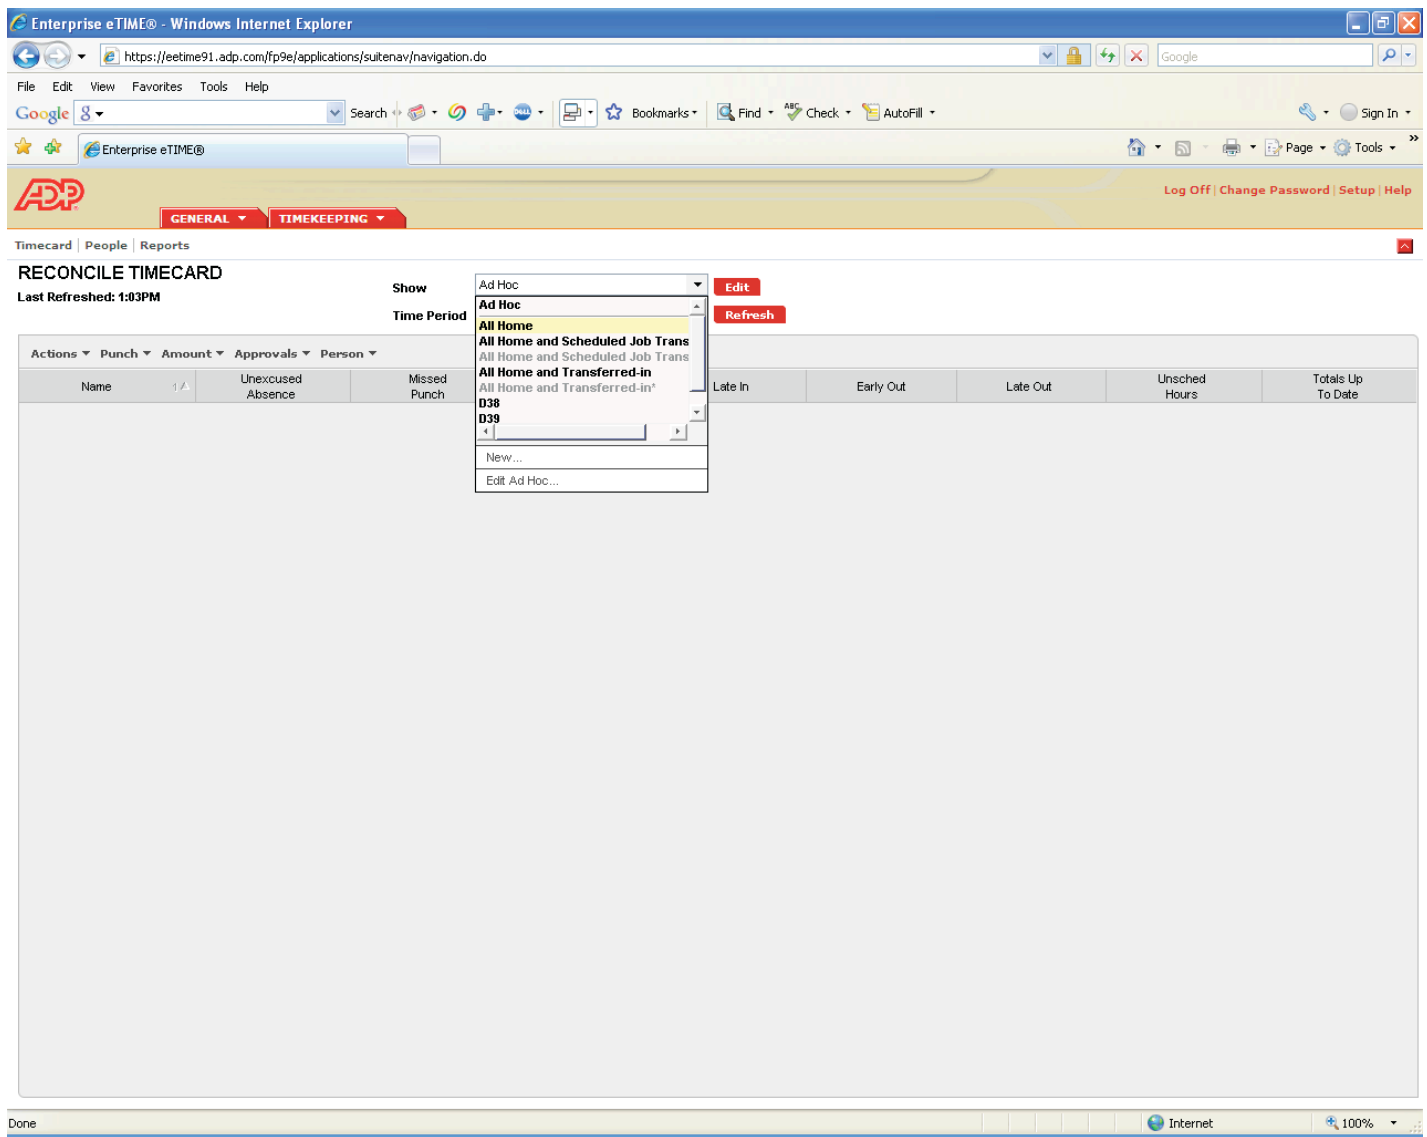 Enterprise eTIME® - Windows Internet Explorer
https://eetime91.adp.com/fp9e/applications/suitenav/navigation.do
Google
File Edit View Favorites Tools Help
Google Search Bookmarks Find ABC Check AutoFill Sign In
Enterprise eTIME® Page Tools
ADP
Log Off | Change Password | Setup | Help
GENERAL TIMEKEEPING
Timecard | People | Reports
RECONCILE TIMECARD
Last Refreshed: 1:03PM
Show Ad Hoc Edit
Time Period Refresh
Ad Hoc
All Home
All Home and Scheduled Job Trans
All Home and Scheduled Job Trans
All Home and Transferred-in
All Home and Transferred-in*
D38
D39
New...
Edit Ad Hoc...
Actions Punch Amount Approvals Person
Name 1 Unexcused Absence Missed Punch Late In Early Out Late Out Unsched Hours Totals Up To Date
Done Internet 100%